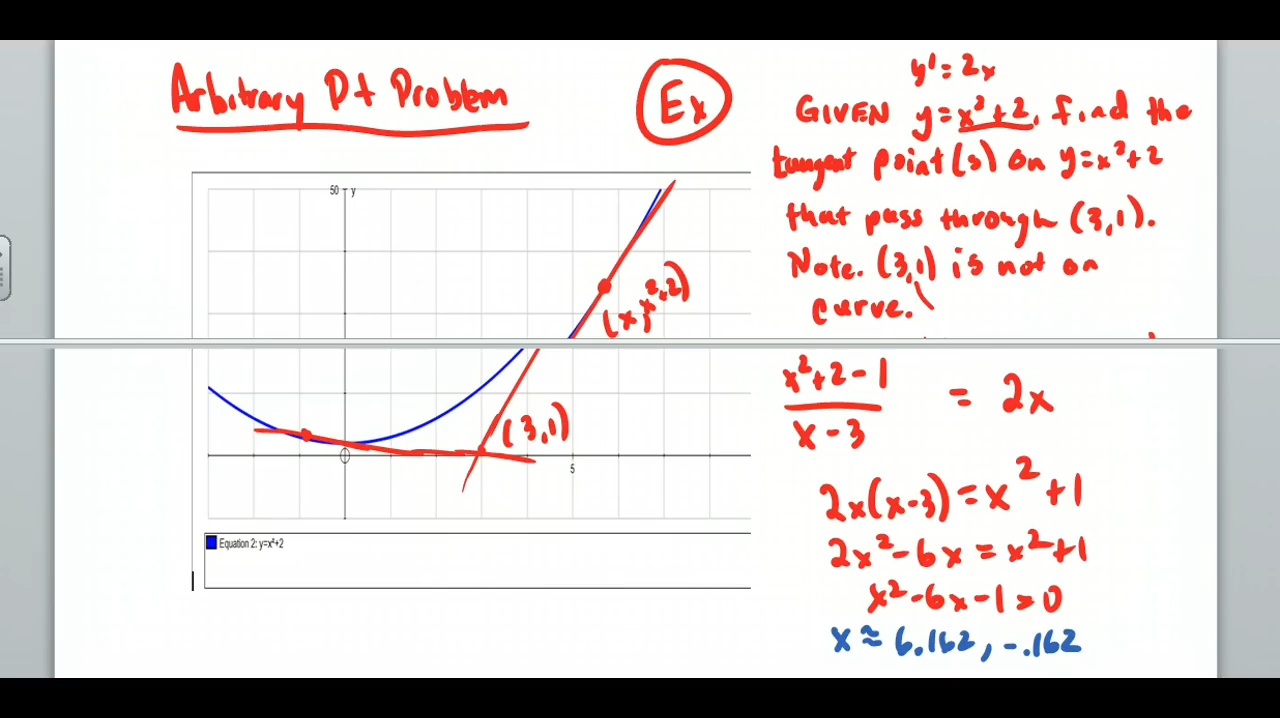 Arbitrary Pt Problem
Ex
y' = 2x
GIVEN y = x²+2, find the
tangent point(s) on y=x²+2
that pass through (3,1).
Note. (3,1) is not on
curve.
50 y
(x, x²+2)
(3,1)
0
5
Equation 2: y=x²+2
x²+2-1
x-3
= 2x
2x(x-3) = x²+1
2x²-6x = x²+1
x²-6x-1=0
x ≈ 6.162, -.162